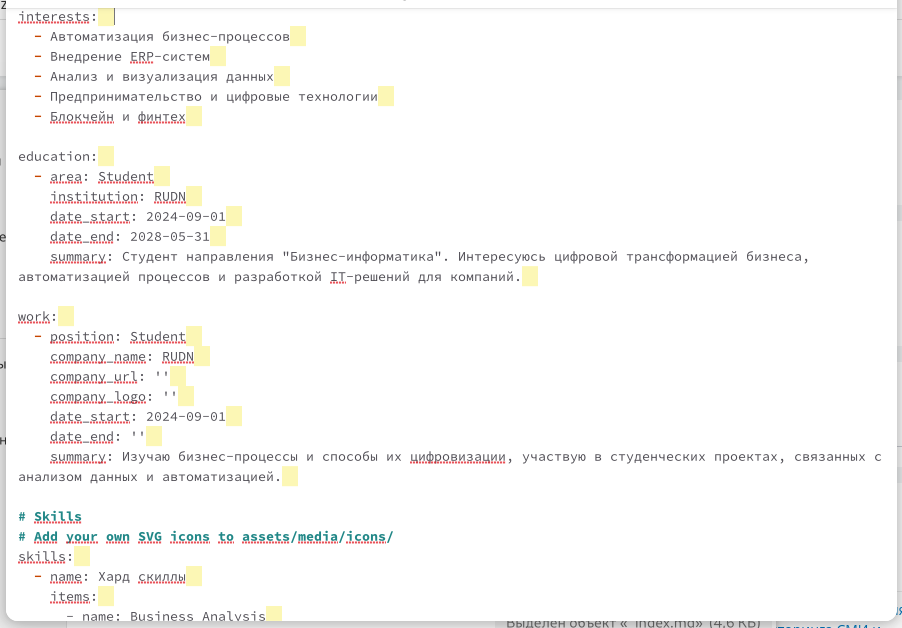 interests:
- Автоматизация бизнес-процессов
- Внедрение ERP-систем
- Анализ и визуализация данных
- Предпринимательство и цифровые технологии
- Блокчейн и финтех
education:
- area: Student
institution: RUDN
date_start: 2024-09-01
date_end: 2028-05-31
summary: Студент направления "Бизнес-информатика". Интересуюсь цифровой трансформацией бизнеса,
автоматизацией процессов и разработкой IT-решений для компаний.
work:
- position: Student
company_name: RUDN
company_url: ''
company_logo: ''
date_start: 2024-09-01
date_end: ''
summary: Изучаю бизнес-процессы и способы их цифровизации, участвую в студенческих проектах, связанных с
анализом данных и автоматизацией.
# Skills
# Add your own SVG icons to assets/media/icons/
skills:
- name: Хард скиллы
items:
- name: Business Analysis
Выделен объект «_index.md» (4,6 KB)